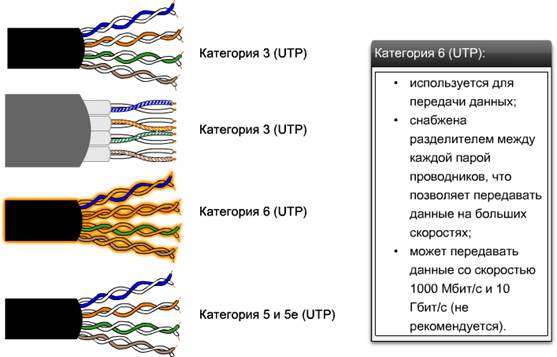 Категория 3 (UTP)
Категория 3 (UTP)
Категория 6 (UTP)
Категория 5 и 5е (UTP)
Категория 6 (UTP):
• используется для
передачи данных;
• снабжена
разделителем между
каждой парой
проводников, что
позволяет передавать
данные на больших
скоростях;
• может передавать
данные со скоростью
1000 Мбит/с и 10
Гбит/с (не
рекомендуется).